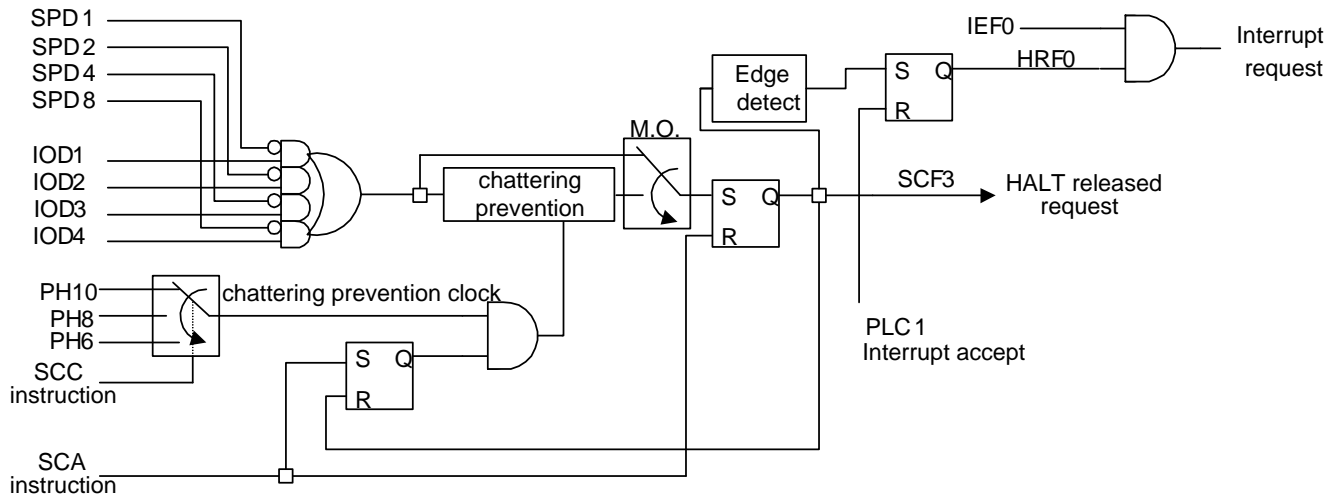 SPD1
SPD2
SPD4
SPD8
IOD1
IOD2
IOD3
IOD4
PH10
PH8
PH6
SCC
instruction
SCA
instruction
chattering prevention clock
S Q
R
chattering
prevention
M.O.
S Q
R
Edge
detect
S Q
R
IEF0
HRF0
Interrupt
request
SCF3
HALT released
request
PLC1
Interrupt accept